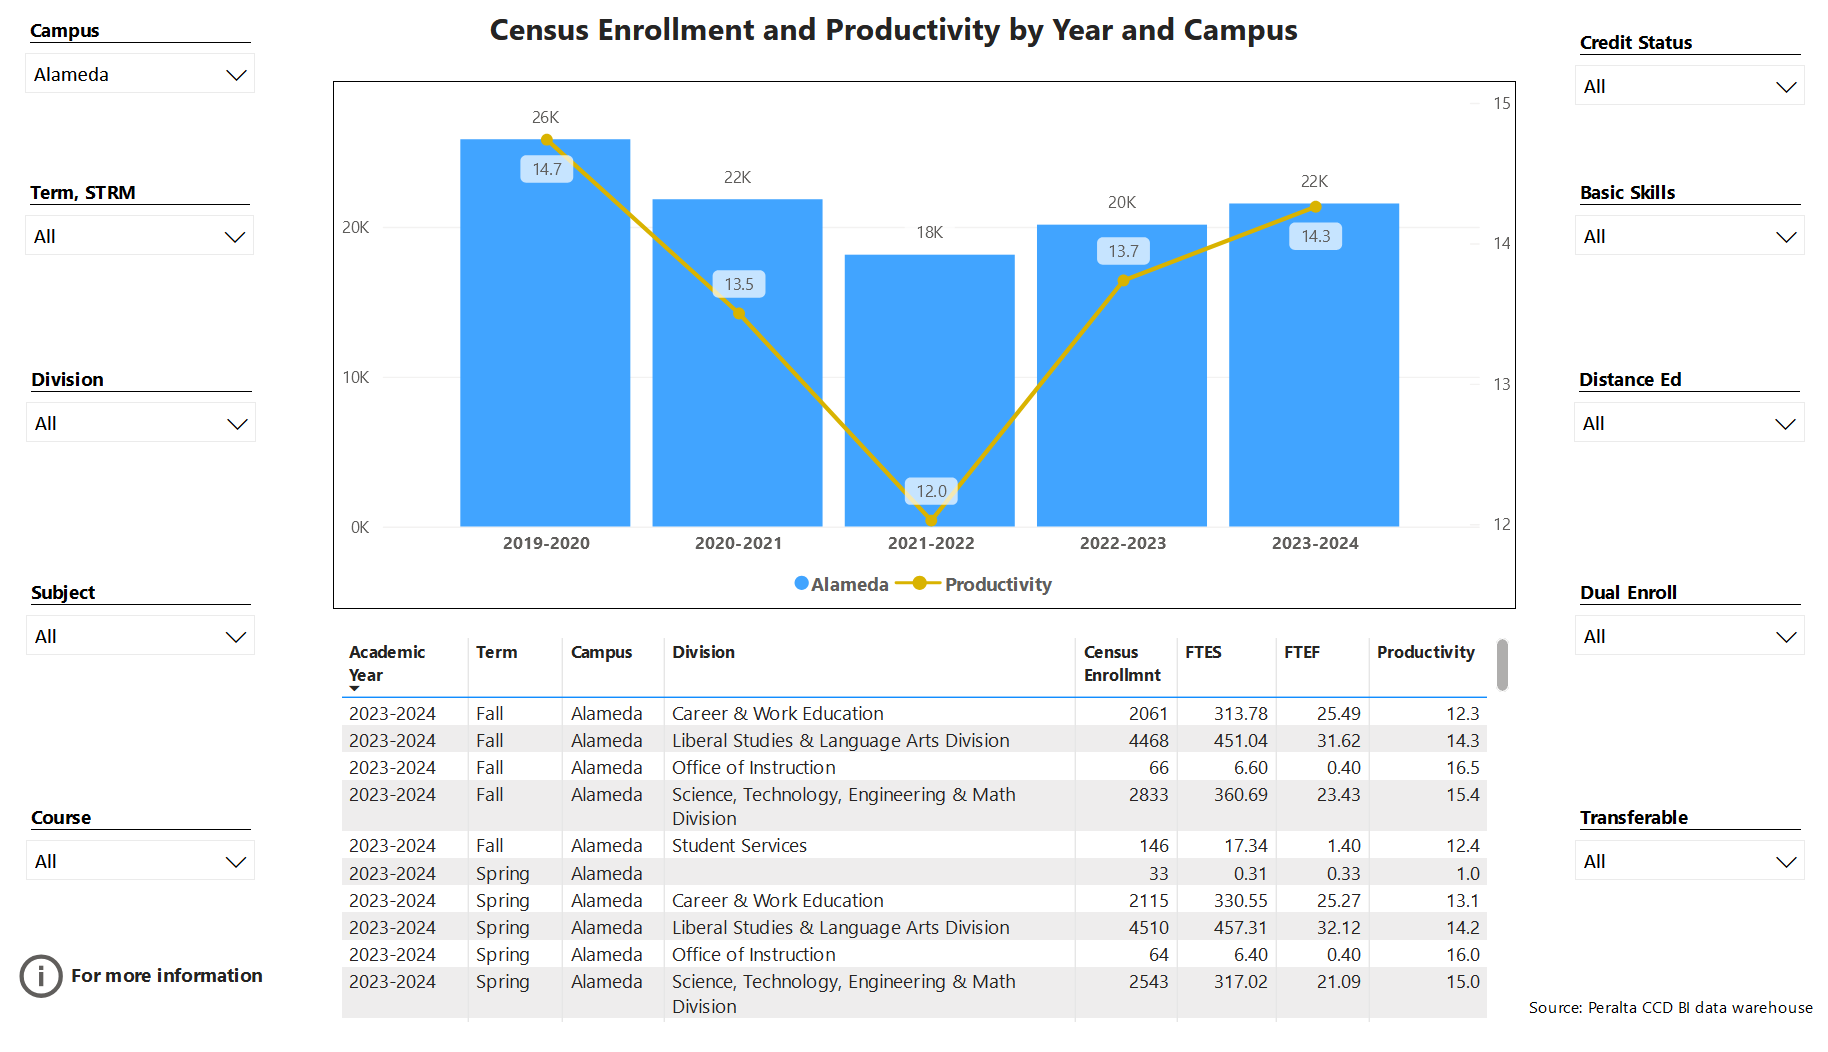 Census Enrollment and Productivity by Year and Campus
Campus
Alameda
Term, STRM
All
Division
All
Subject
All
Course
All
For more information
26K
22K
18K
20K
22K
14.7
13.5
12.0
13.7
14.3
20K
10K
0K
15
14
13
12
2019-2020
2020-2021
2021-2022
2022-2023
2023-2024
Alameda
Productivity
Academic Year Term Campus Division Census Enrollmnt FTES FTEF Productivity
2023-2024 Fall Alameda Career & Work Education 2061 313.78 25.49 12.3
2023-2024 Fall Alameda Liberal Studies & Language Arts Division 4468 451.04 31.62 14.3
2023-2024 Fall Alameda Office of Instruction 66 6.60 0.40 16.5
2023-2024 Fall Alameda Science, Technology, Engineering & Math Division 2833 360.69 23.43 15.4
2023-2024 Fall Alameda Student Services 146 17.34 1.40 12.4
2023-2024 Spring Alameda 33 0.31 0.33 1.0
2023-2024 Spring Alameda Career & Work Education 2115 330.55 25.27 13.1
2023-2024 Spring Alameda Liberal Studies & Language Arts Division 4510 457.31 32.12 14.2
2023-2024 Spring Alameda Office of Instruction 64 6.40 0.40 16.0
2023-2024 Spring Alameda Science, Technology, Engineering & Math Division 2543 317.02 21.09 15.0
Credit Status
All
Basic Skills
All
Distance Ed
All
Dual Enroll
All
Transferable
All
Source: Peralta CCD BI data warehouse